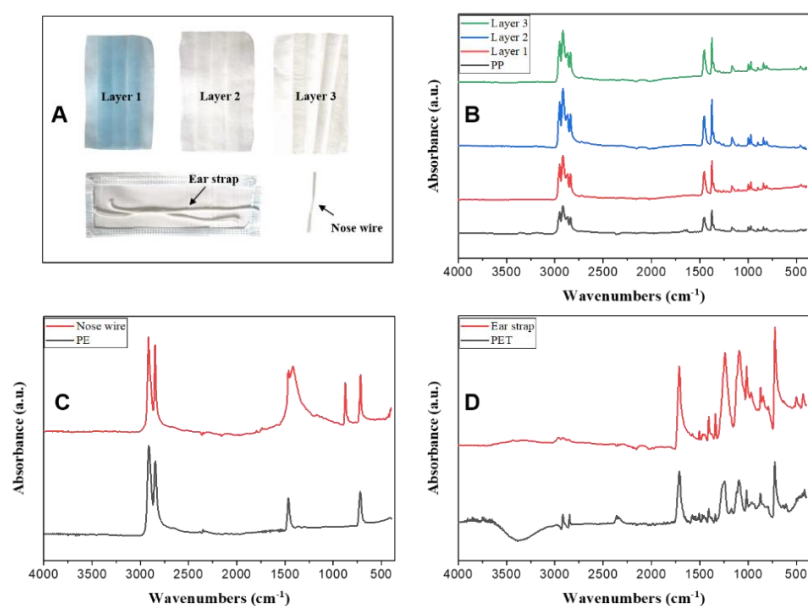 A
Layer 1
Layer 2
Layer 3
Ear strap
Nose wire
B
Layer 3
Layer 2
Layer 1
PP
Absorbance (a.u.)
4000 3500 3000 2500 2000 1500 1000 500
Wavenumbers (cm-1)
C
Nose wire
PE
Absorbance (a.u.)
4000 3500 3000 2500 2000 1500 1000 500
Wavenumbers (cm-1)
D
Ear strap
PET
Absorbance (a.u.)
4000 3500 3000 2500 2000 1500 1000 500
Wavenumbers (cm-1)